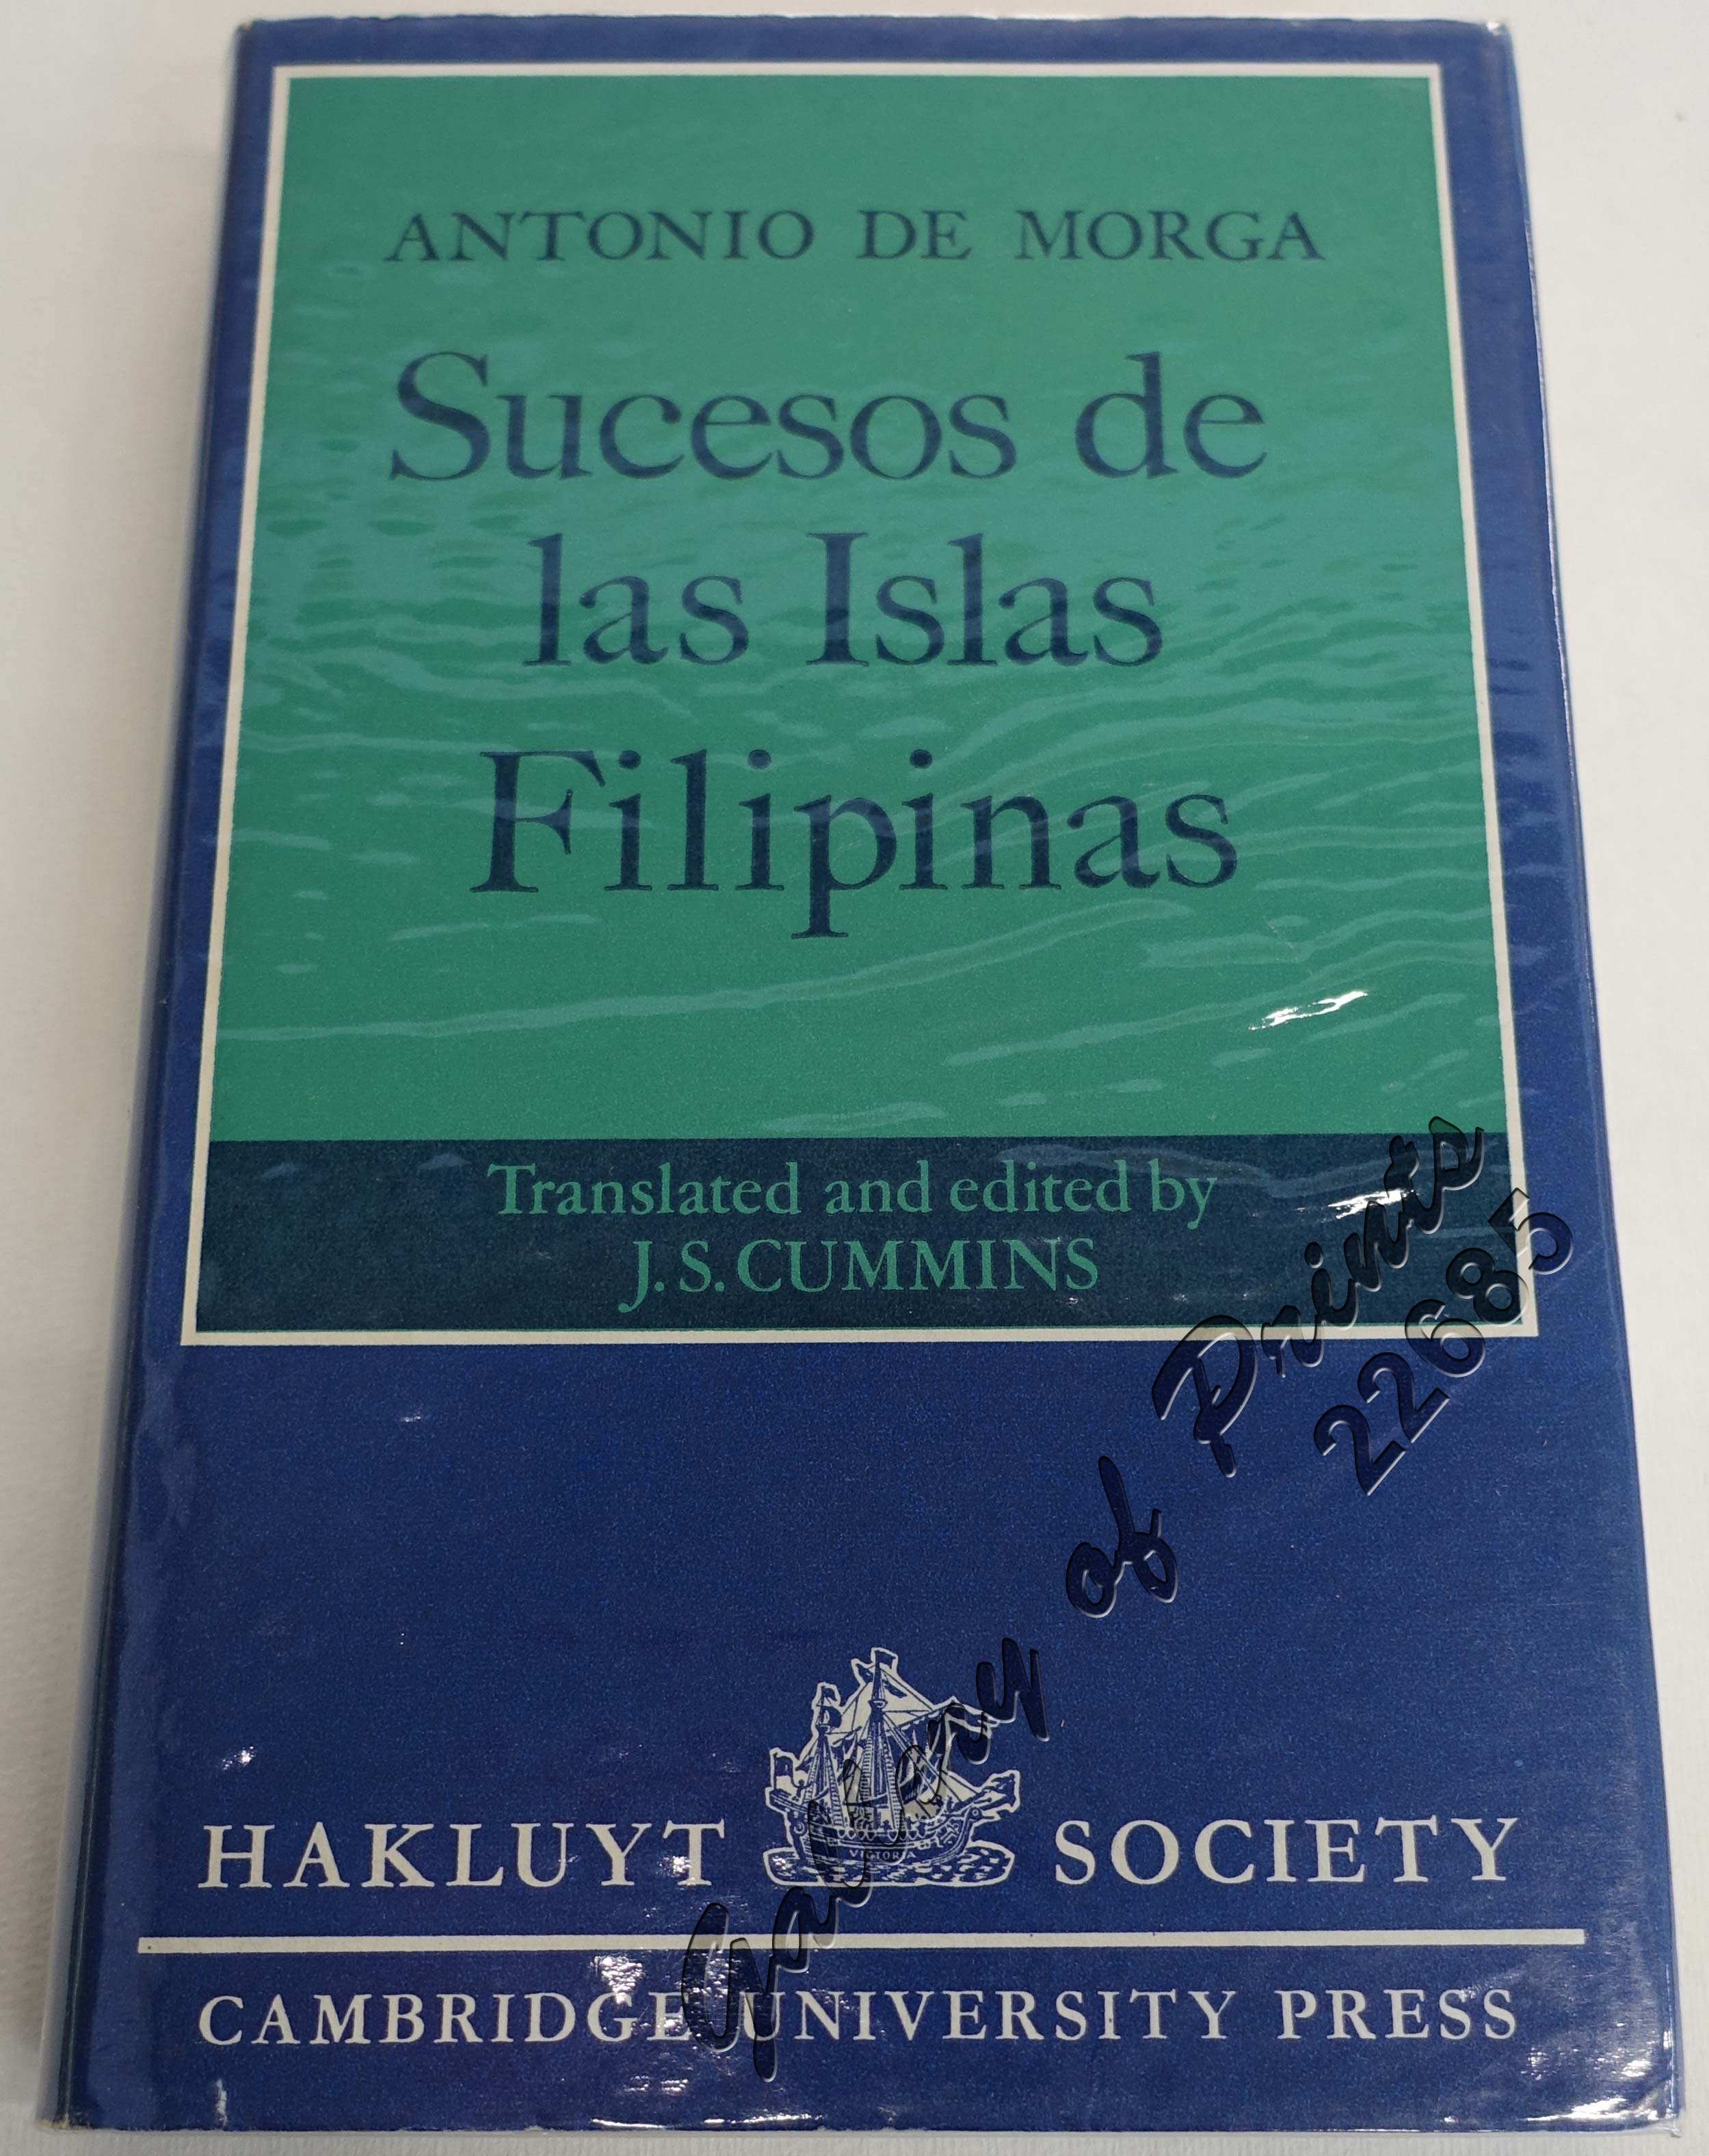 ANTONIO DE MORGA
Sucesos de
las Islas
Filipinas
Translated and edited by
J. S. CUMMINS
VICTORIA
HAKLUYT SOCIETY
CAMBRIDGE UNIVERSITY PRESS
Gallery of Prints
22685